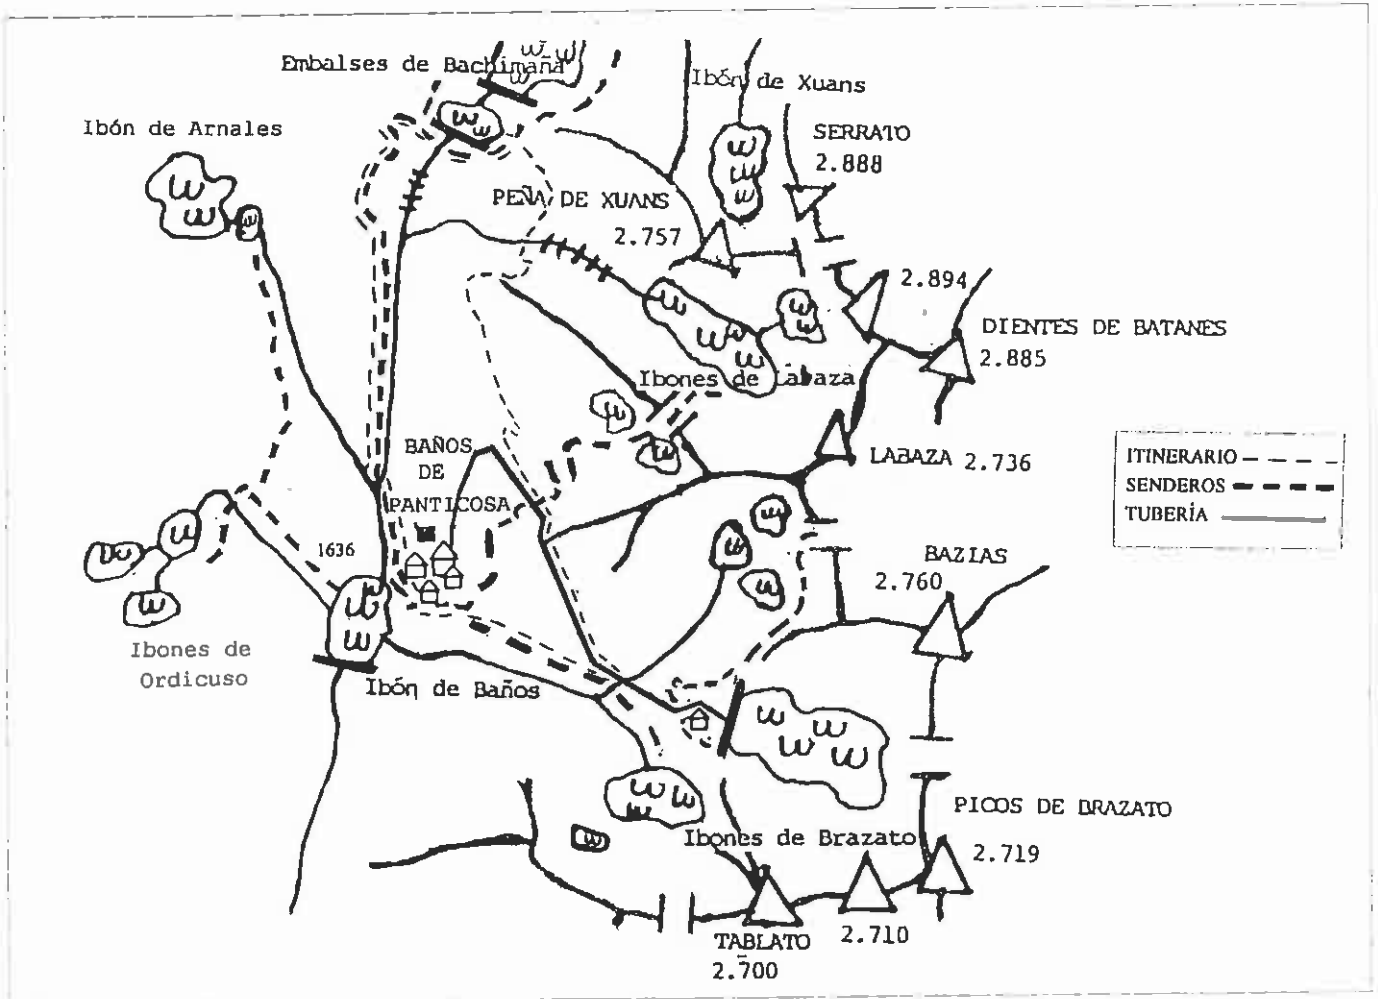 Embalses de Bachimaña
Ibón de Xuans
Ibón de Arnales
SERRATO
2.888
PEÑA DE XUANS
2.757
2.894
DIENTES DE BATANES
2.885
Ibones de Labaza
BAÑOS
DE
PANTICOSA
LABAZA 2.736
ITINERARIO
SENDEROS
TUBERÍA
1636
BAZIAS
2.760
Ibones de
Ordicuso
Ibón de Baños
PICOS DE BRAZATO
2.719
Ibones de Brazato
TABLATO
2.700
2.710